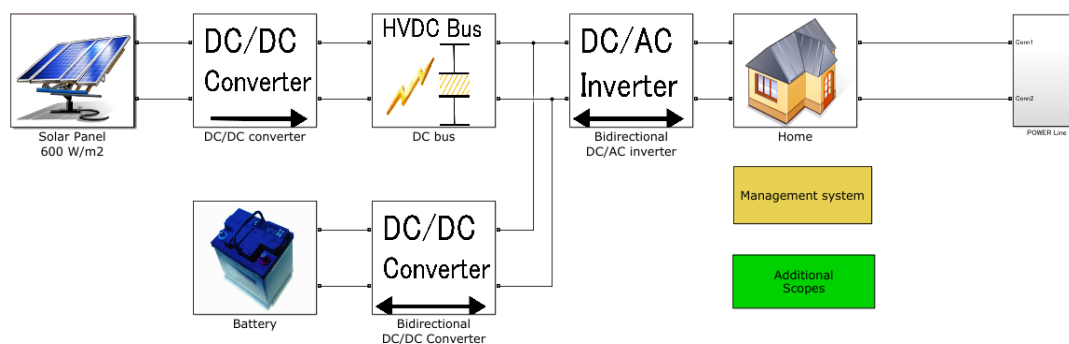 DC/DC
Converter
HVDC Bus
DC/AC
Inverter
Conn1
Conn2
Solar Panel
600 W/m2
DC/DC converter
DC bus
Bidirectional
DC/AC inverter
Home
POWER Line
Management system
DC/DC
Converter
Additional
Scopes
Battery
Bidirectional
DC/DC Converter